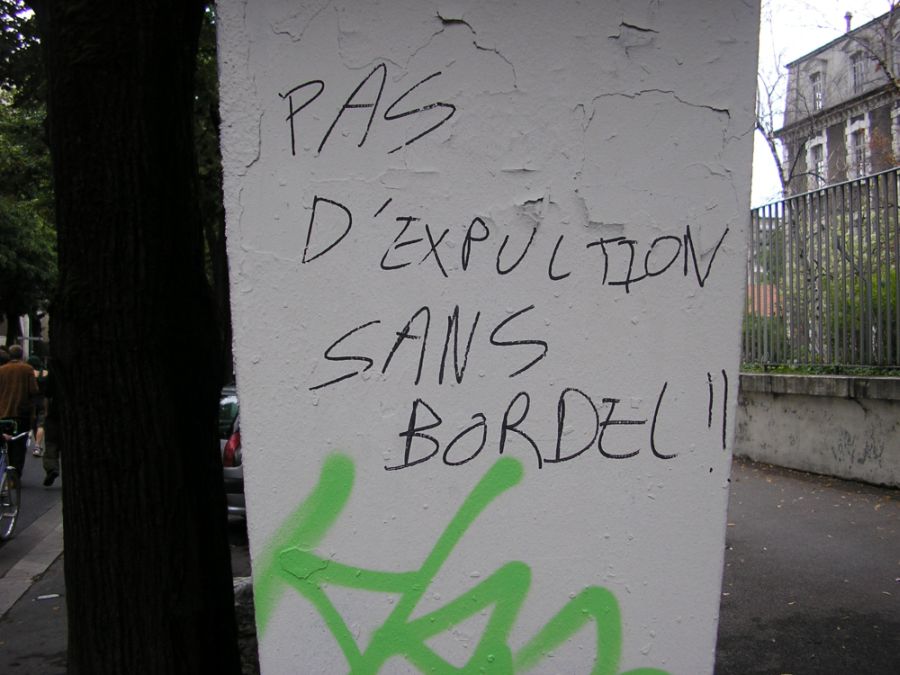 PAS
D'EXPULTION
SANS
BORDEL!!